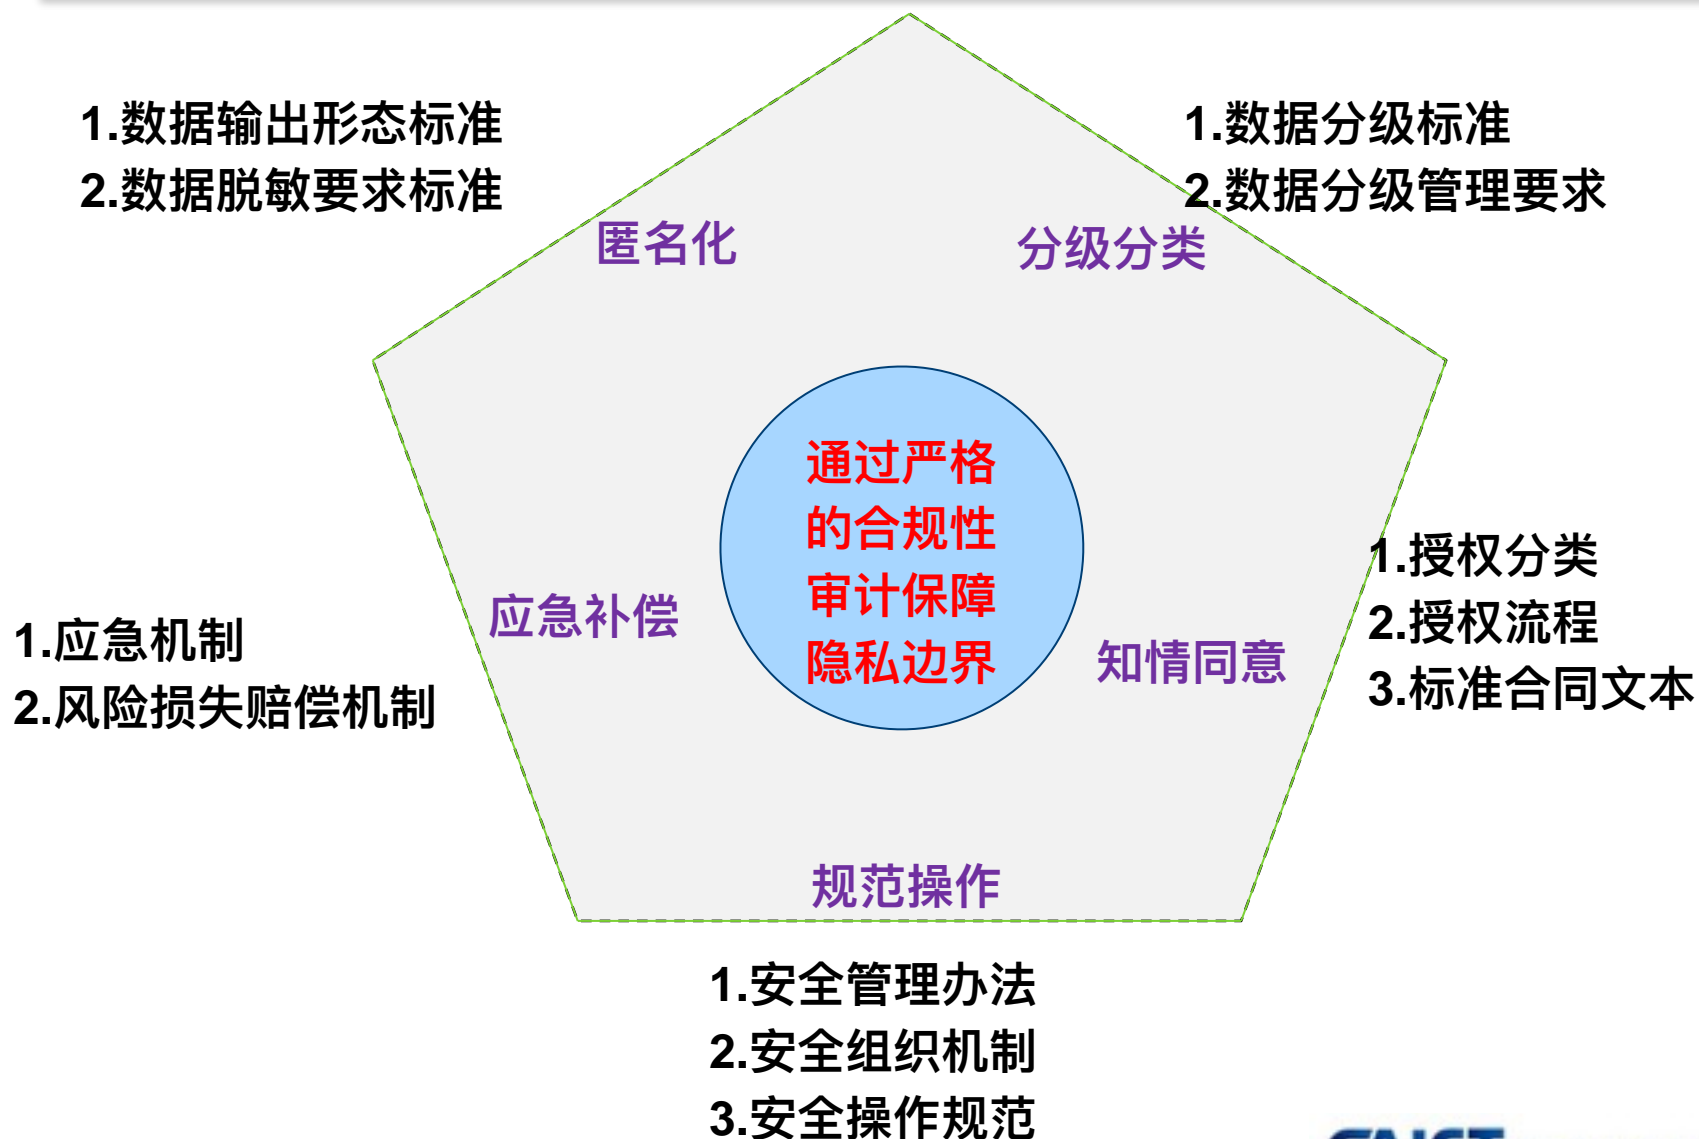 1.数据输出形态标准
2.数据脱敏要求标准
1.数据分级标准
2.数据分级管理要求
匿名化
分级分类
通过严格
的合规性
审计保障
隐私边界
应急补偿
知情同意
1.应急机制
2.风险损失赔偿机制
1.授权分类
2.授权流程
3.标准合同文本
规范操作
1.安全管理办法
2.安全组织机制
3.安全操作规范